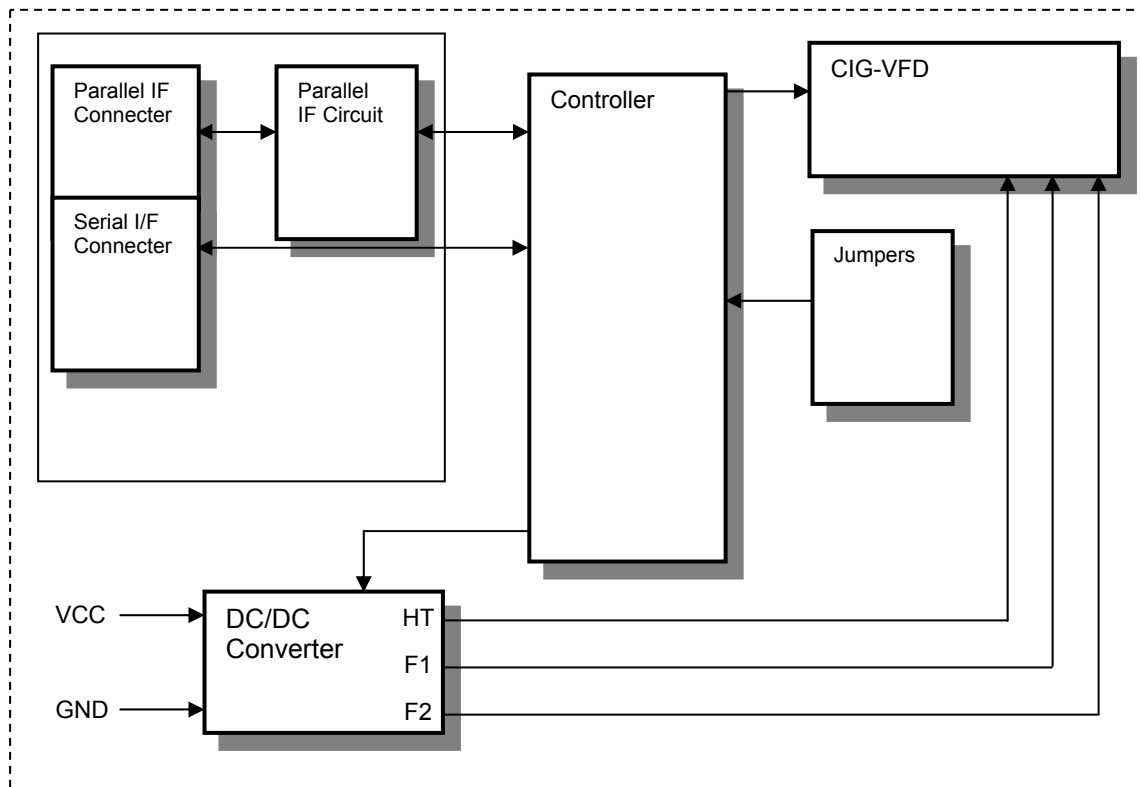 Parallel IF
Connecter
Parallel
IF Circuit
Serial I/F
Connecter
Controller
CIG-VFD
Jumpers
VCC
GND
DC/DC
Converter
HT
F1
F2